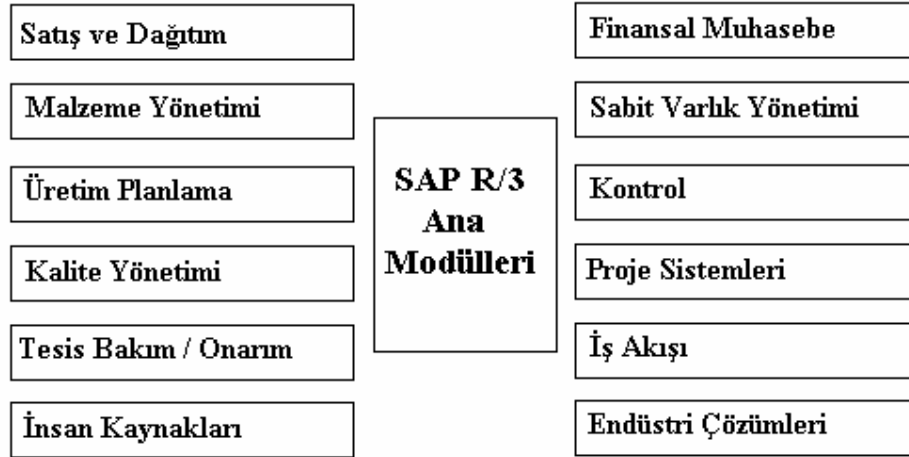 Satış ve Dağıtım
Malzeme Yönetimi
Üretim Planlama
Kalite Yönetimi
Tesis Bakım / Onarım
İnsan Kaynakları
SAP R/3
Ana
Modülleri
Finansal Muhasebe
Sabit Varlık Yönetimi
Kontrol
Proje Sistemleri
İş Akışı
Endüstri Çözümleri